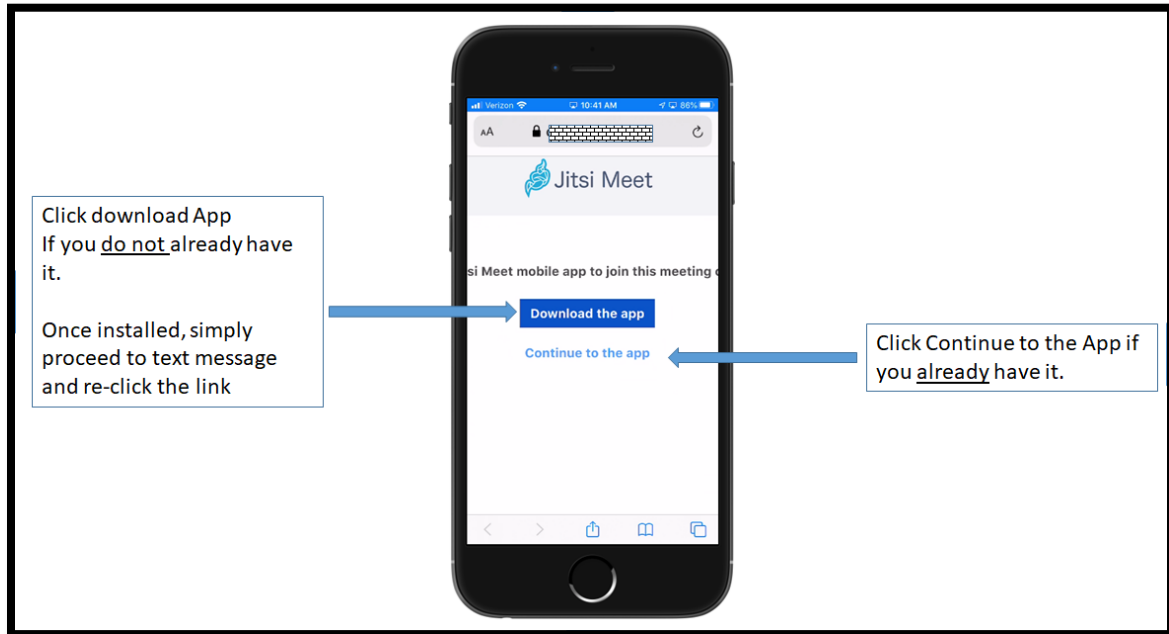 Verizon 10:41 AM 86%
AA
Jitsi Meet
si Meet mobile app to join this meeting
Download the app
Continue to the app
Click download App
If you do not already have
it.
Once installed, simply
proceed to text message
and re-click the link
Click Continue to the App if
you already have it.